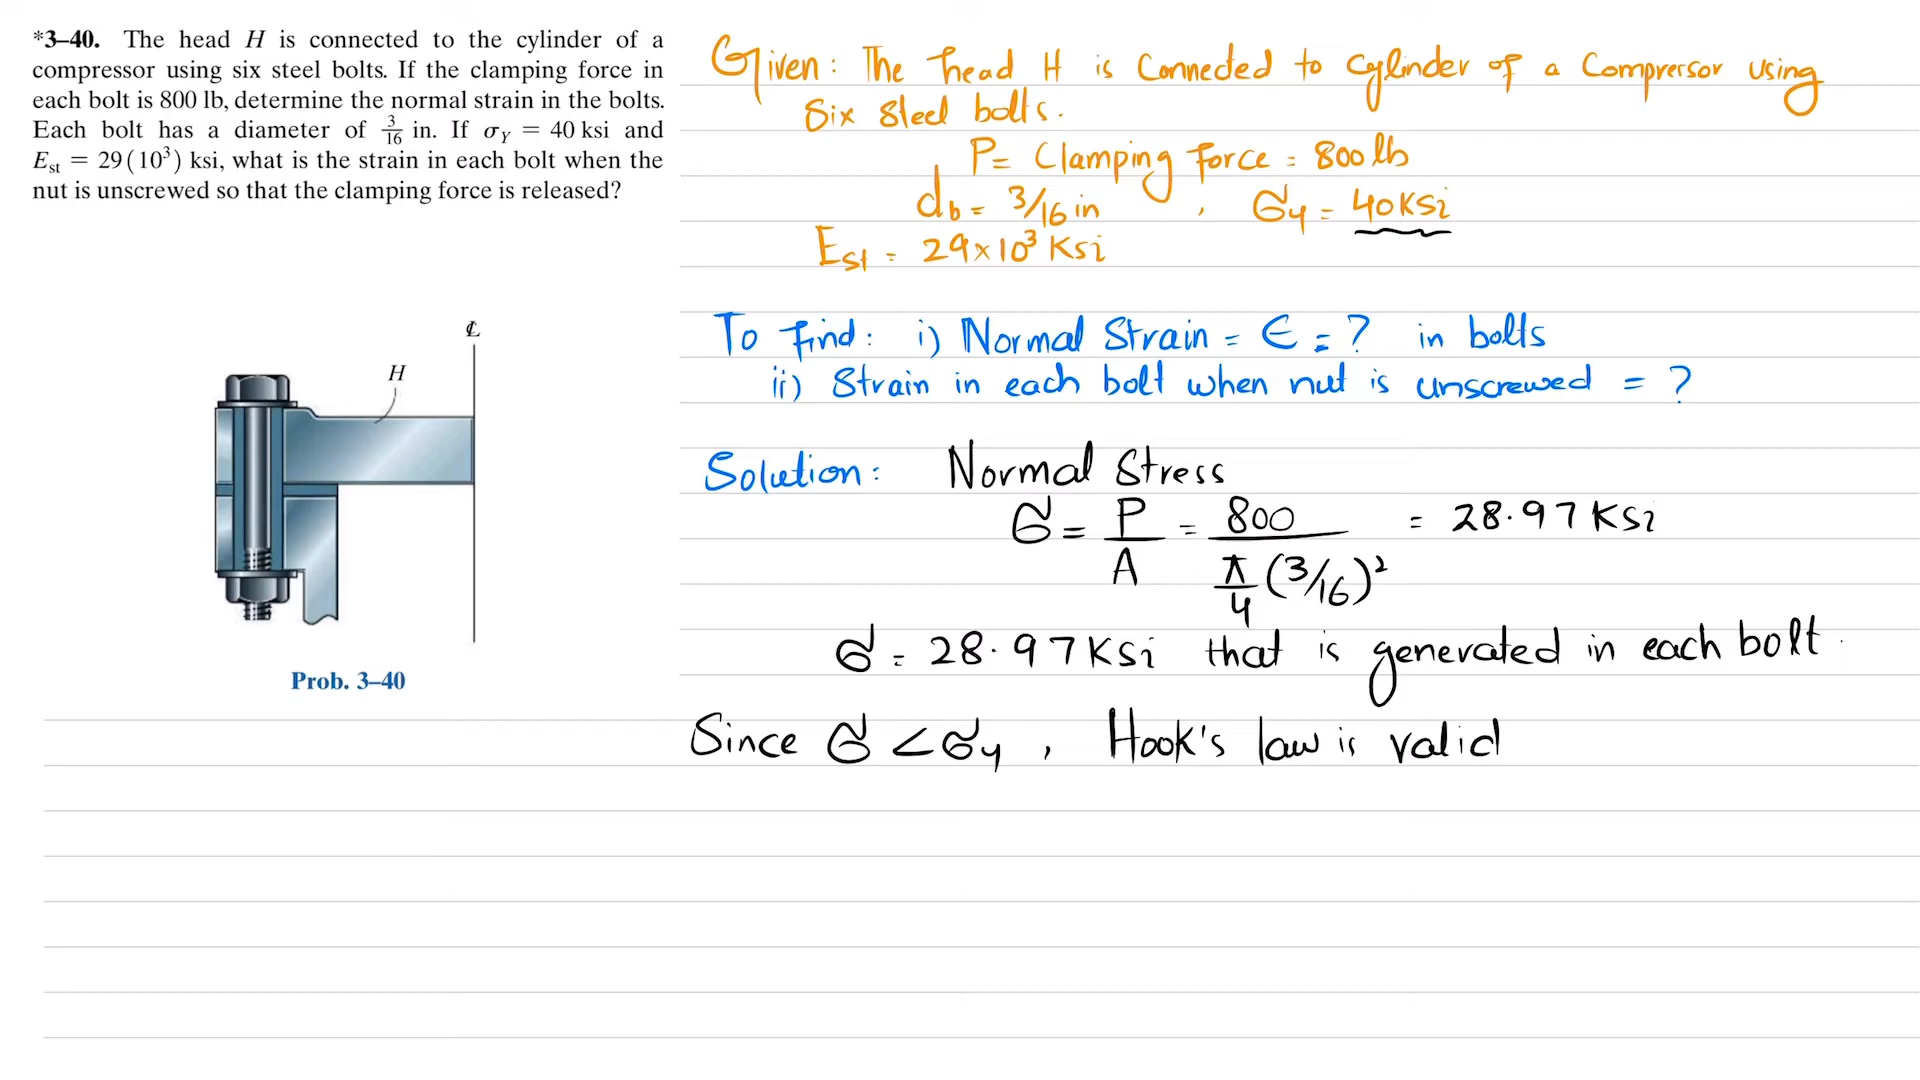 *3–40. The head H is connected to the cylinder of a
compressor using six steel bolts. If the clamping force in
each bolt is 800 lb, determine the normal strain in the bolts.
Each bolt has a diameter of 3/16 in. If σY = 40 ksi and
Est = 29(10³) ksi, what is the strain in each bolt when the
nut is unscrewed so that the clamping force is released?
℄
H
Prob. 3–40
Given: The head H is Connected to Cylinder of a Compressor using
Six Steel bolts.
P = Clamping Force = 800 lb
db = 3/16 in , σy = 40 Ksi
Est = 29×10³ Ksi
To find: i) Normal Strain = ϵ = ? in bolts
ii) Strain in each bolt when nut is unscrewed = ?
Solution: Normal Stress
σ = P/A = 800 / π/4 (3/16)² = 28.97 Ksi
σ = 28.97 Ksi that is generated in each bolt.
Since σ < σy , Hook's law is valid